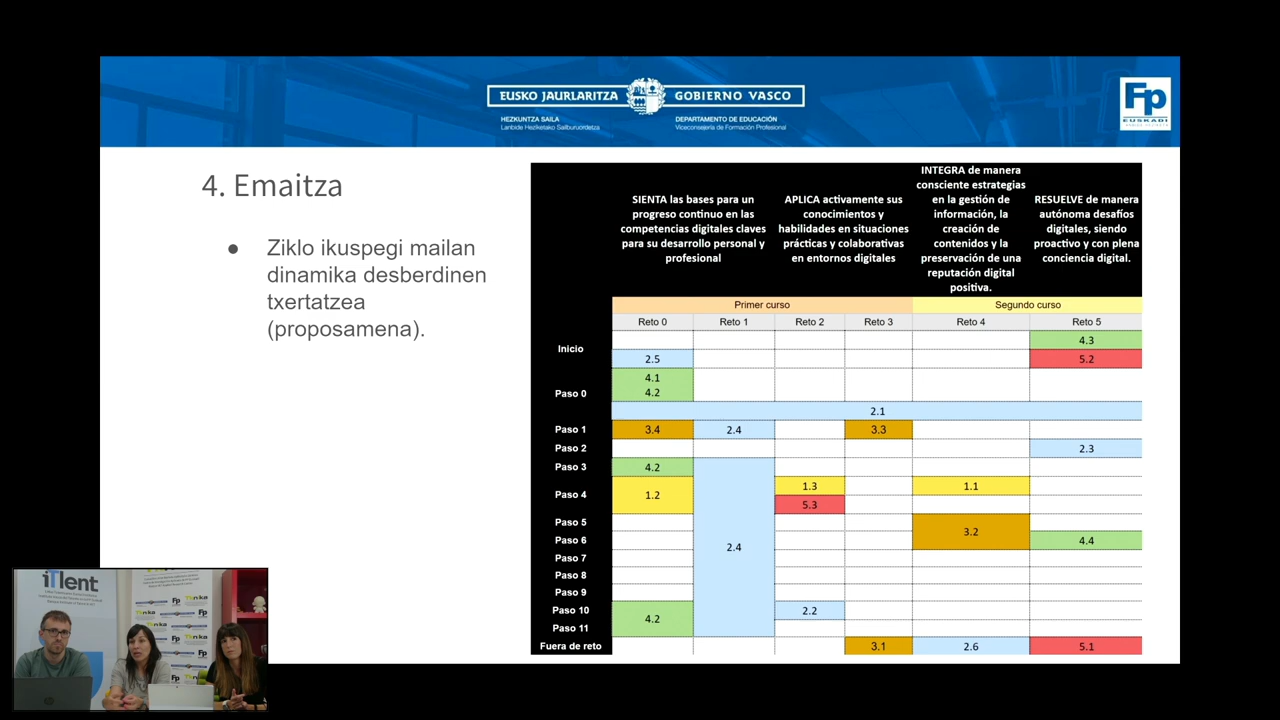 EUSKO JAURLARITZA
GOBIERNO VASCO
HEZKUNTZA SAILA
Lanbide Heziketako Sailburuordetza
DEPARTAMENTO DE EDUCACIÓN
Viceconsejería de Formación Profesional
Fp
EUSKADI
4. Emaitza
● Ziklo ikuspegi mailan
dinamika desberdinen
txertatzea
(proposamena).
SIENTA las bases para un
progreso continuo en las
competencias digitales claves
para su desarrollo personal y
profesional
APLICA activamente sus
conocimientos y
habilidades en situaciones
prácticas y colaborativas
en entornos digitales
INTEGRA de manera
consciente estrategias
en la gestión de
información, la
creación de
contenidos y la
preservación de una
reputación digital
positiva.
RESUELVE de manera
autónoma desafíos
digitales, siendo
proactivo y con plena
conciencia digital.
Primer curso Segundo curso
Reto 0 Reto 1 Reto 2 Reto 3 Reto 4 Reto 5
Inicio
4.3
2.5 5.2
Paso 0
4.1
4.2
2.1
Paso 1 3.4 2.4 3.3
Paso 2 2.3
Paso 3 4.2
Paso 4 1.2 1.3 1.1
5.3
Paso 5
3.2
Paso 6 4.4
2.4
Paso 7
Paso 8
Paso 9
Paso 10 2.2
4.2
Paso 11
Fuera de reto 3.1 2.6 5.1
iTlent
Fp